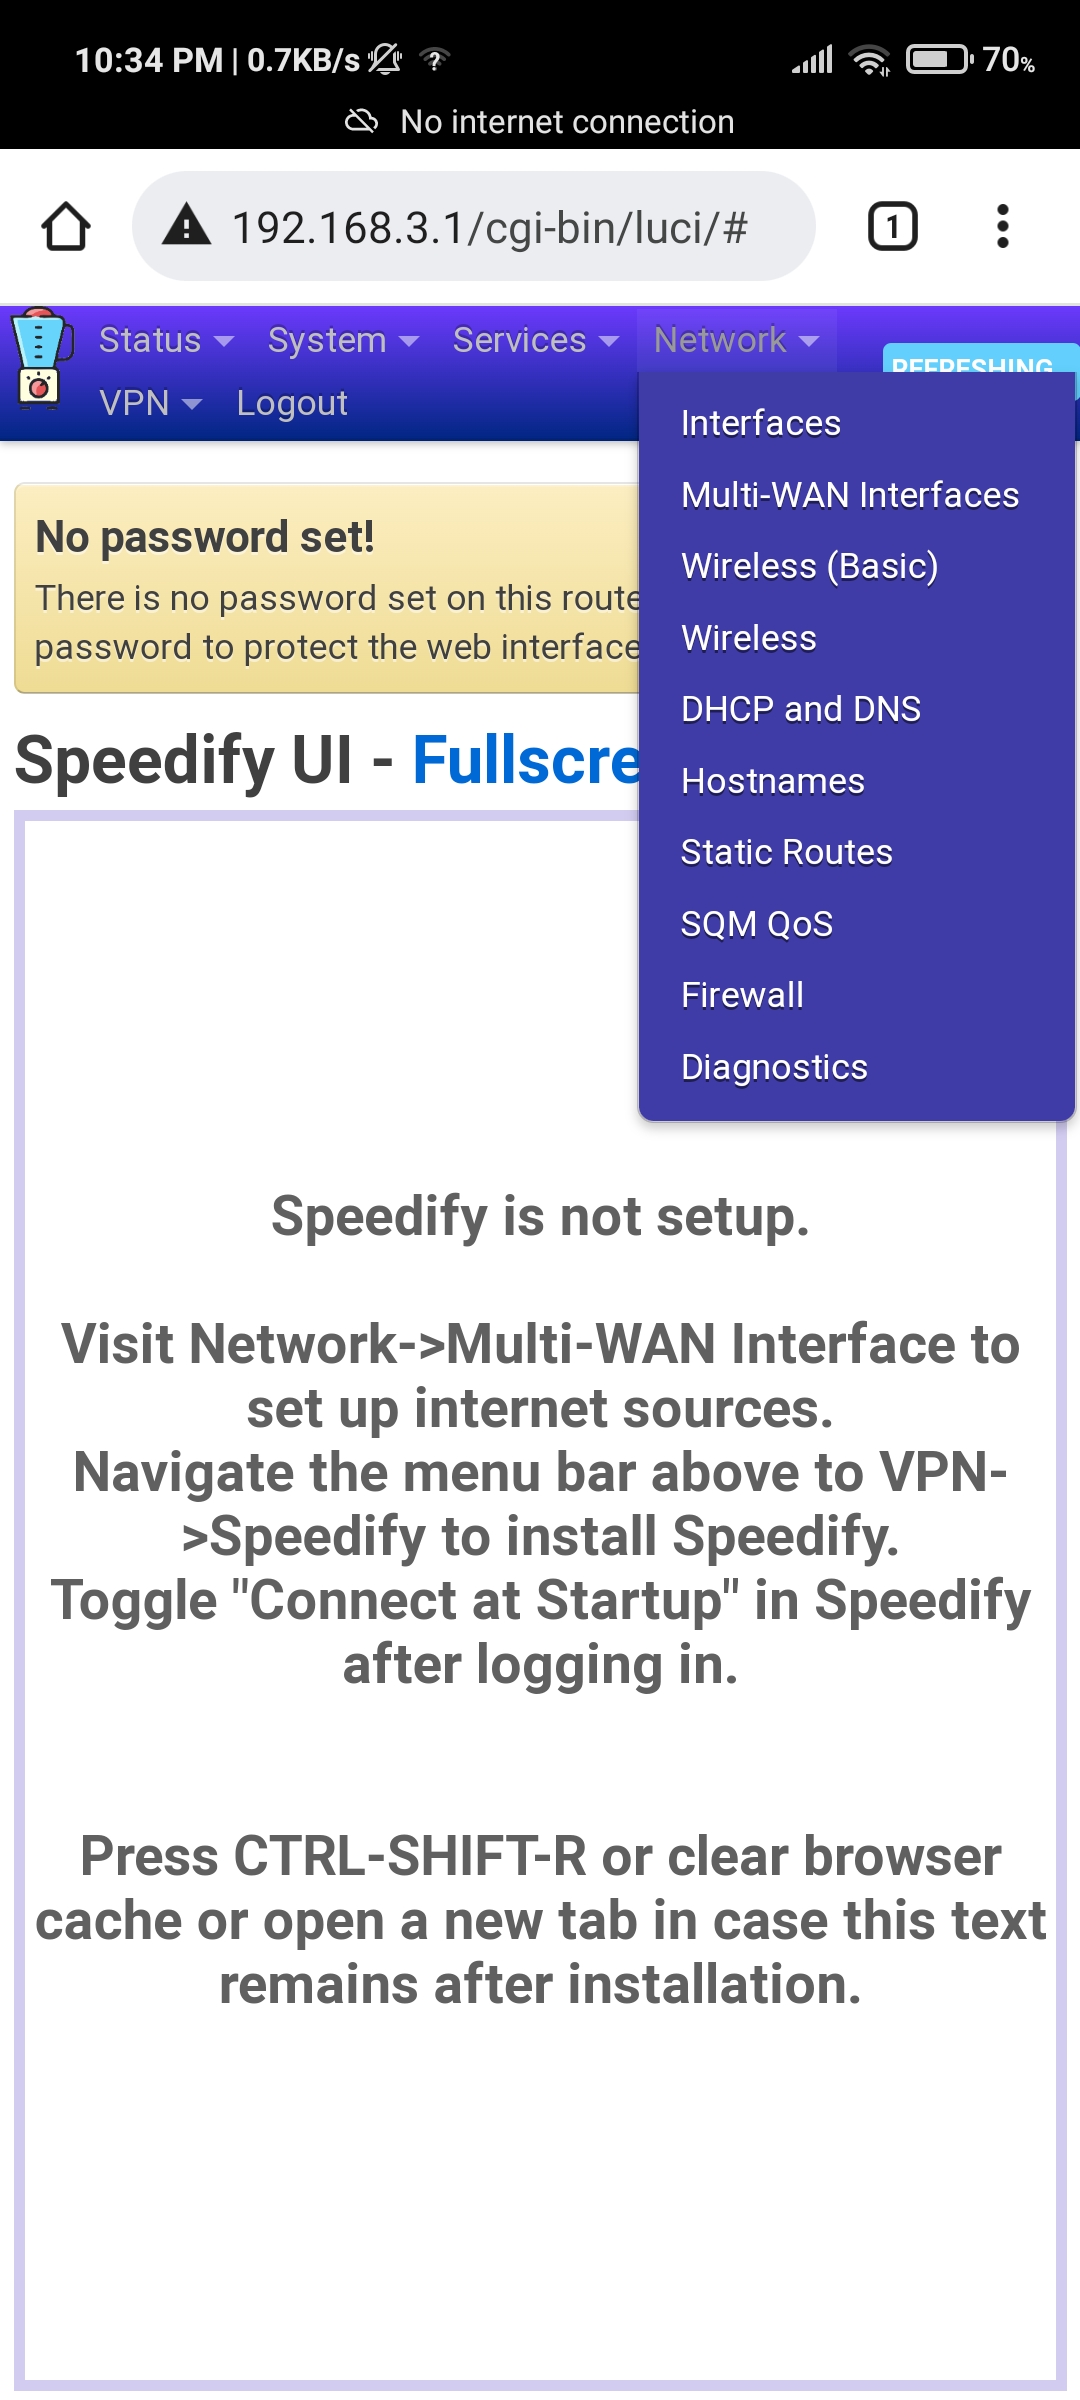 10:34 PM | 0.7KB/s
70%
No internet connection
192.168.3.1/cgi-bin/luci/#
1
Status
System
Services
Network
REFRESHING
VPN
Logout
Interfaces
Multi-WAN Interfaces
Wireless (Basic)
Wireless
DHCP and DNS
Hostnames
Static Routes
SQM QoS
Firewall
Diagnostics
No password set!
There is no password set on this route
password to protect the web interface
Speedify UI - Fullscre
Speedify is not setup.
Visit Network->Multi-WAN Interface to
set up internet sources.
Navigate the menu bar above to VPN-
>Speedify to install Speedify.
Toggle "Connect at Startup" in Speedify
after logging in.
Press CTRL-SHIFT-R or clear browser
cache or open a new tab in case this text
remains after installation.